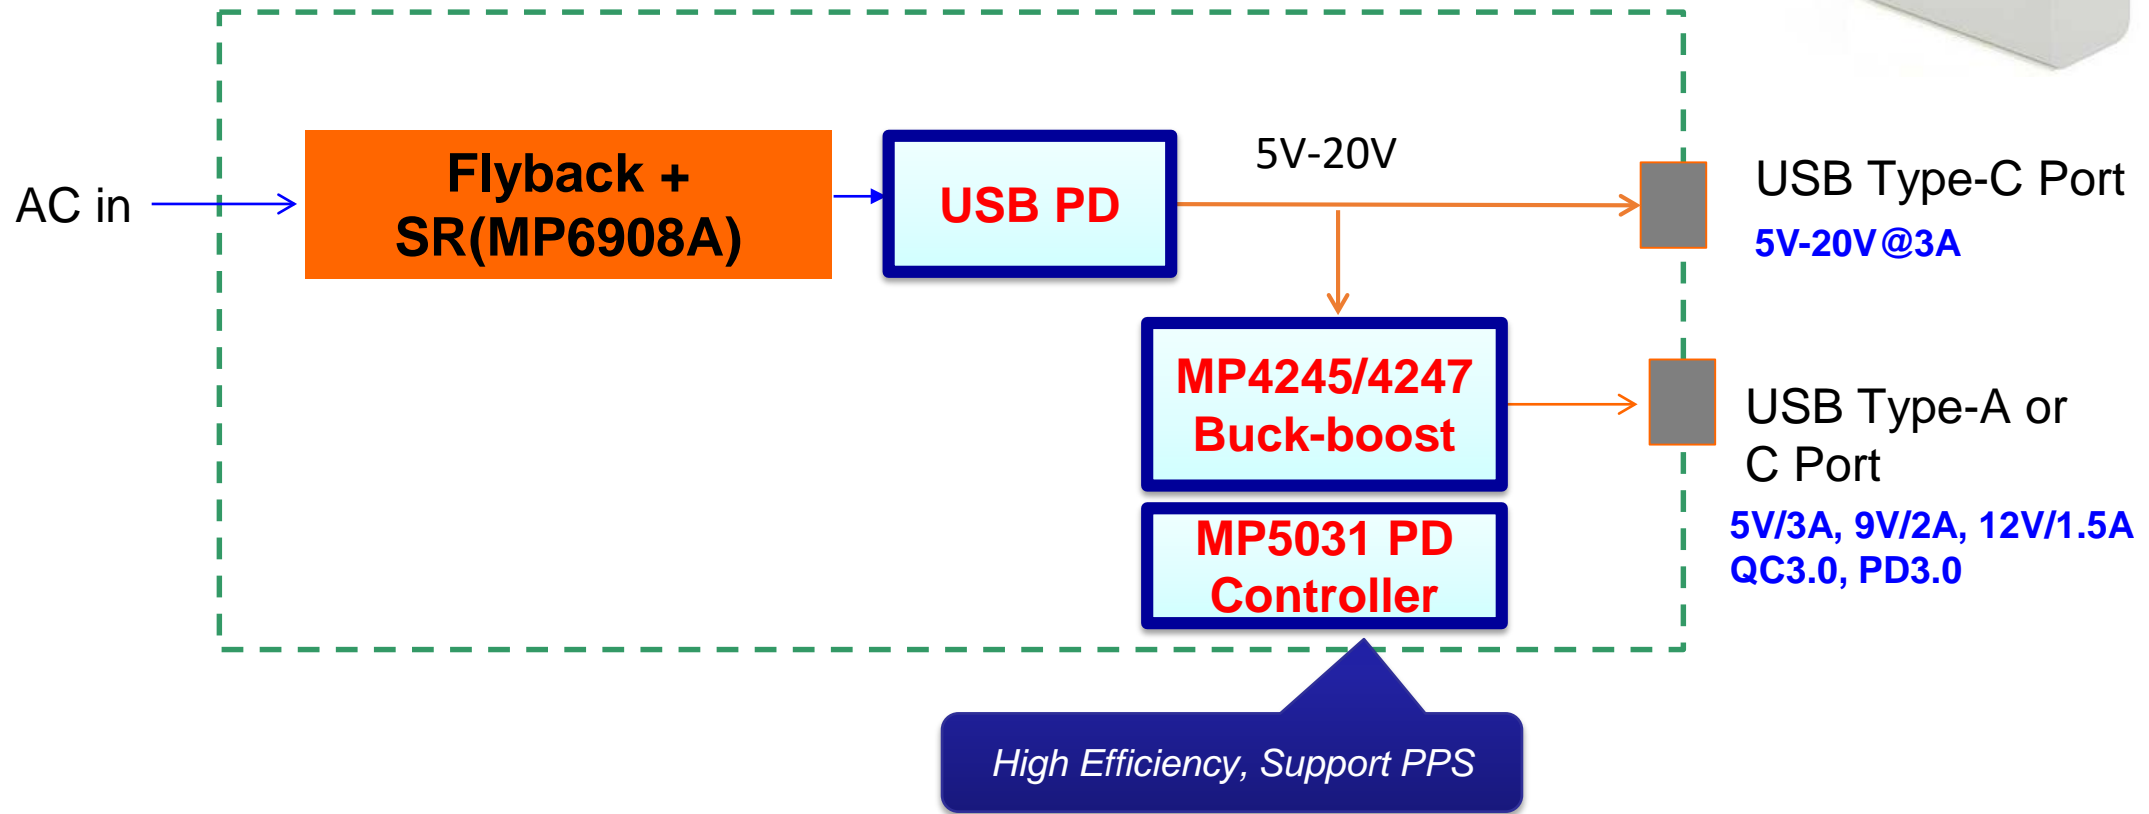 AC in
Flyback +
SR(MP6908A)
USB PD
5V-20V
USB Type-C Port
5V-20V@3A
MP4245/4247
Buck-boost
USB Type-A or
C Port
5V/3A, 9V/2A, 12V/1.5A
QC3.0, PD3.0
MP5031 PD
Controller
High Efficiency, Support PPS